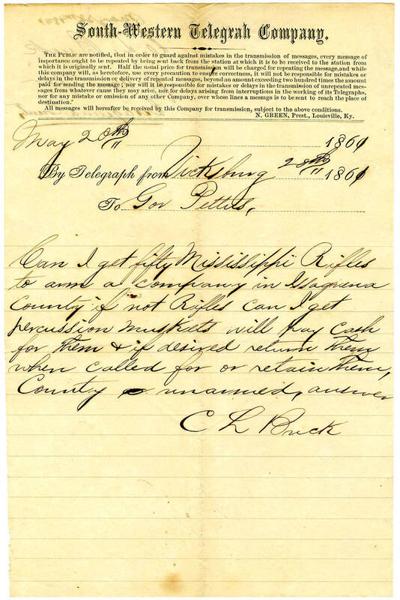 South-Western Telegrah Company.
THE PUBLIC are notified, that in order to guard against mistakes in the transmission of messages, every message of
importance ought to be repeated by being sent back from the station at which it is to be received to the station from
which it is originally sent. Half the usual price for transmission will be charged for repeating the message, and while
this company will, as heretofore, use every precaution to ensure correctness, it will not be responsible for mistakes or
delays in the transmission or delivery of repeated messages, beyond an amount exceeding two hundred times the amount
paid for sending the message; nor will it be responsible for mistakes or delays in the transmission of unrepeated mess-
ages from whatever cause they may arise, nor for delays arising from interruptions in the working of its Telegraphs,
nor for any mistake or omission of any other Company, over whose lines a message is to be sent to reach the place of
destination.
All messages will hereafter be received by this Company for transmission, subject to the above conditions.
N. GREEN, Prest., Louisville, Ky.
May 20th 1861
By Telegraph from Vicksburg 20th 1861
To Gov Pettus,
Can I get fifty Mississippi Rifles
to arm a company in Issaquena
County if not Rifles can I get
percussion muskets will pay cash
for them & if desired return them
when called for or retain them,
County unarmed, answer
C L Buck